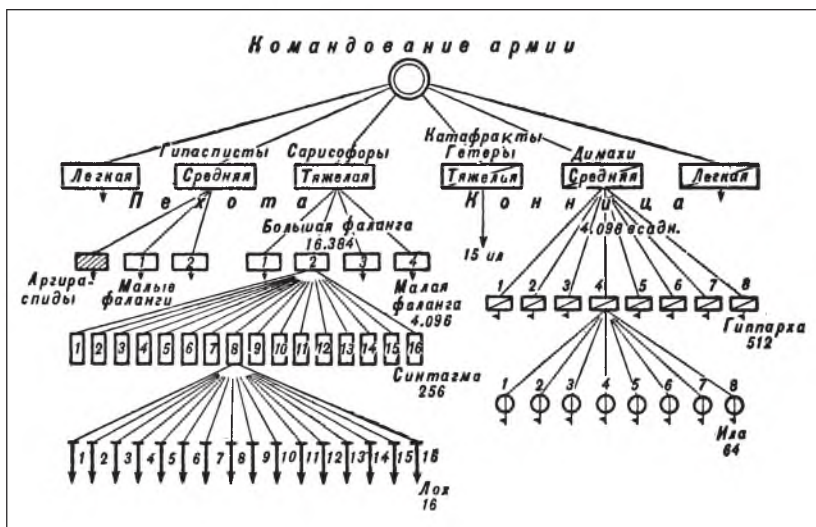 Командование армии
Катафракты
Гипасписты Сарисофоры Гетеры Димахи
Легкая Средняя Тяжелая Тяжелая Средняя Легкая
Пехота Конница
Большая фаланга
16.384
4.096 всадн.
15 ил
1 2 1 2 3 4
Аргира-
спиды
Малые
фаланги
Малая
фаланга
4.096
1 2 3 4 5 6 7 8
Гиппарха
512
1 2 3 4 5 6 7 8 9 10 11 12 13 14 15 16
Синтагма
256
1 2 3 4 5 6 7 8
Ила
64
1 2 3 4 5 6 7 8 9 10 11 12 13 14 15 16
Лох
16